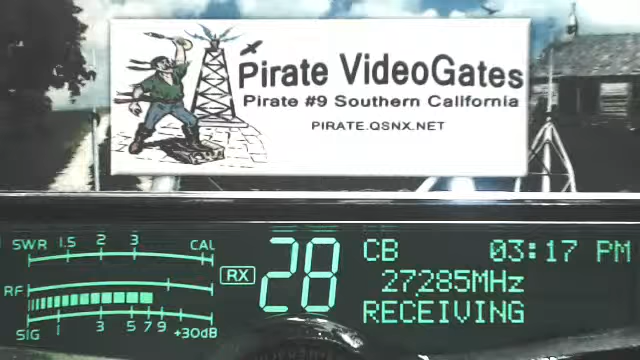 Pirate VideoGates
Pirate #9 Southern California
PIRATE.QSNX.NET
SWR 1.5 2 3 CAL
RF
SIG 1 3 5 7 9 +30dB
RX
28
CB 03:17 PM
27285MHz
RECEIVING